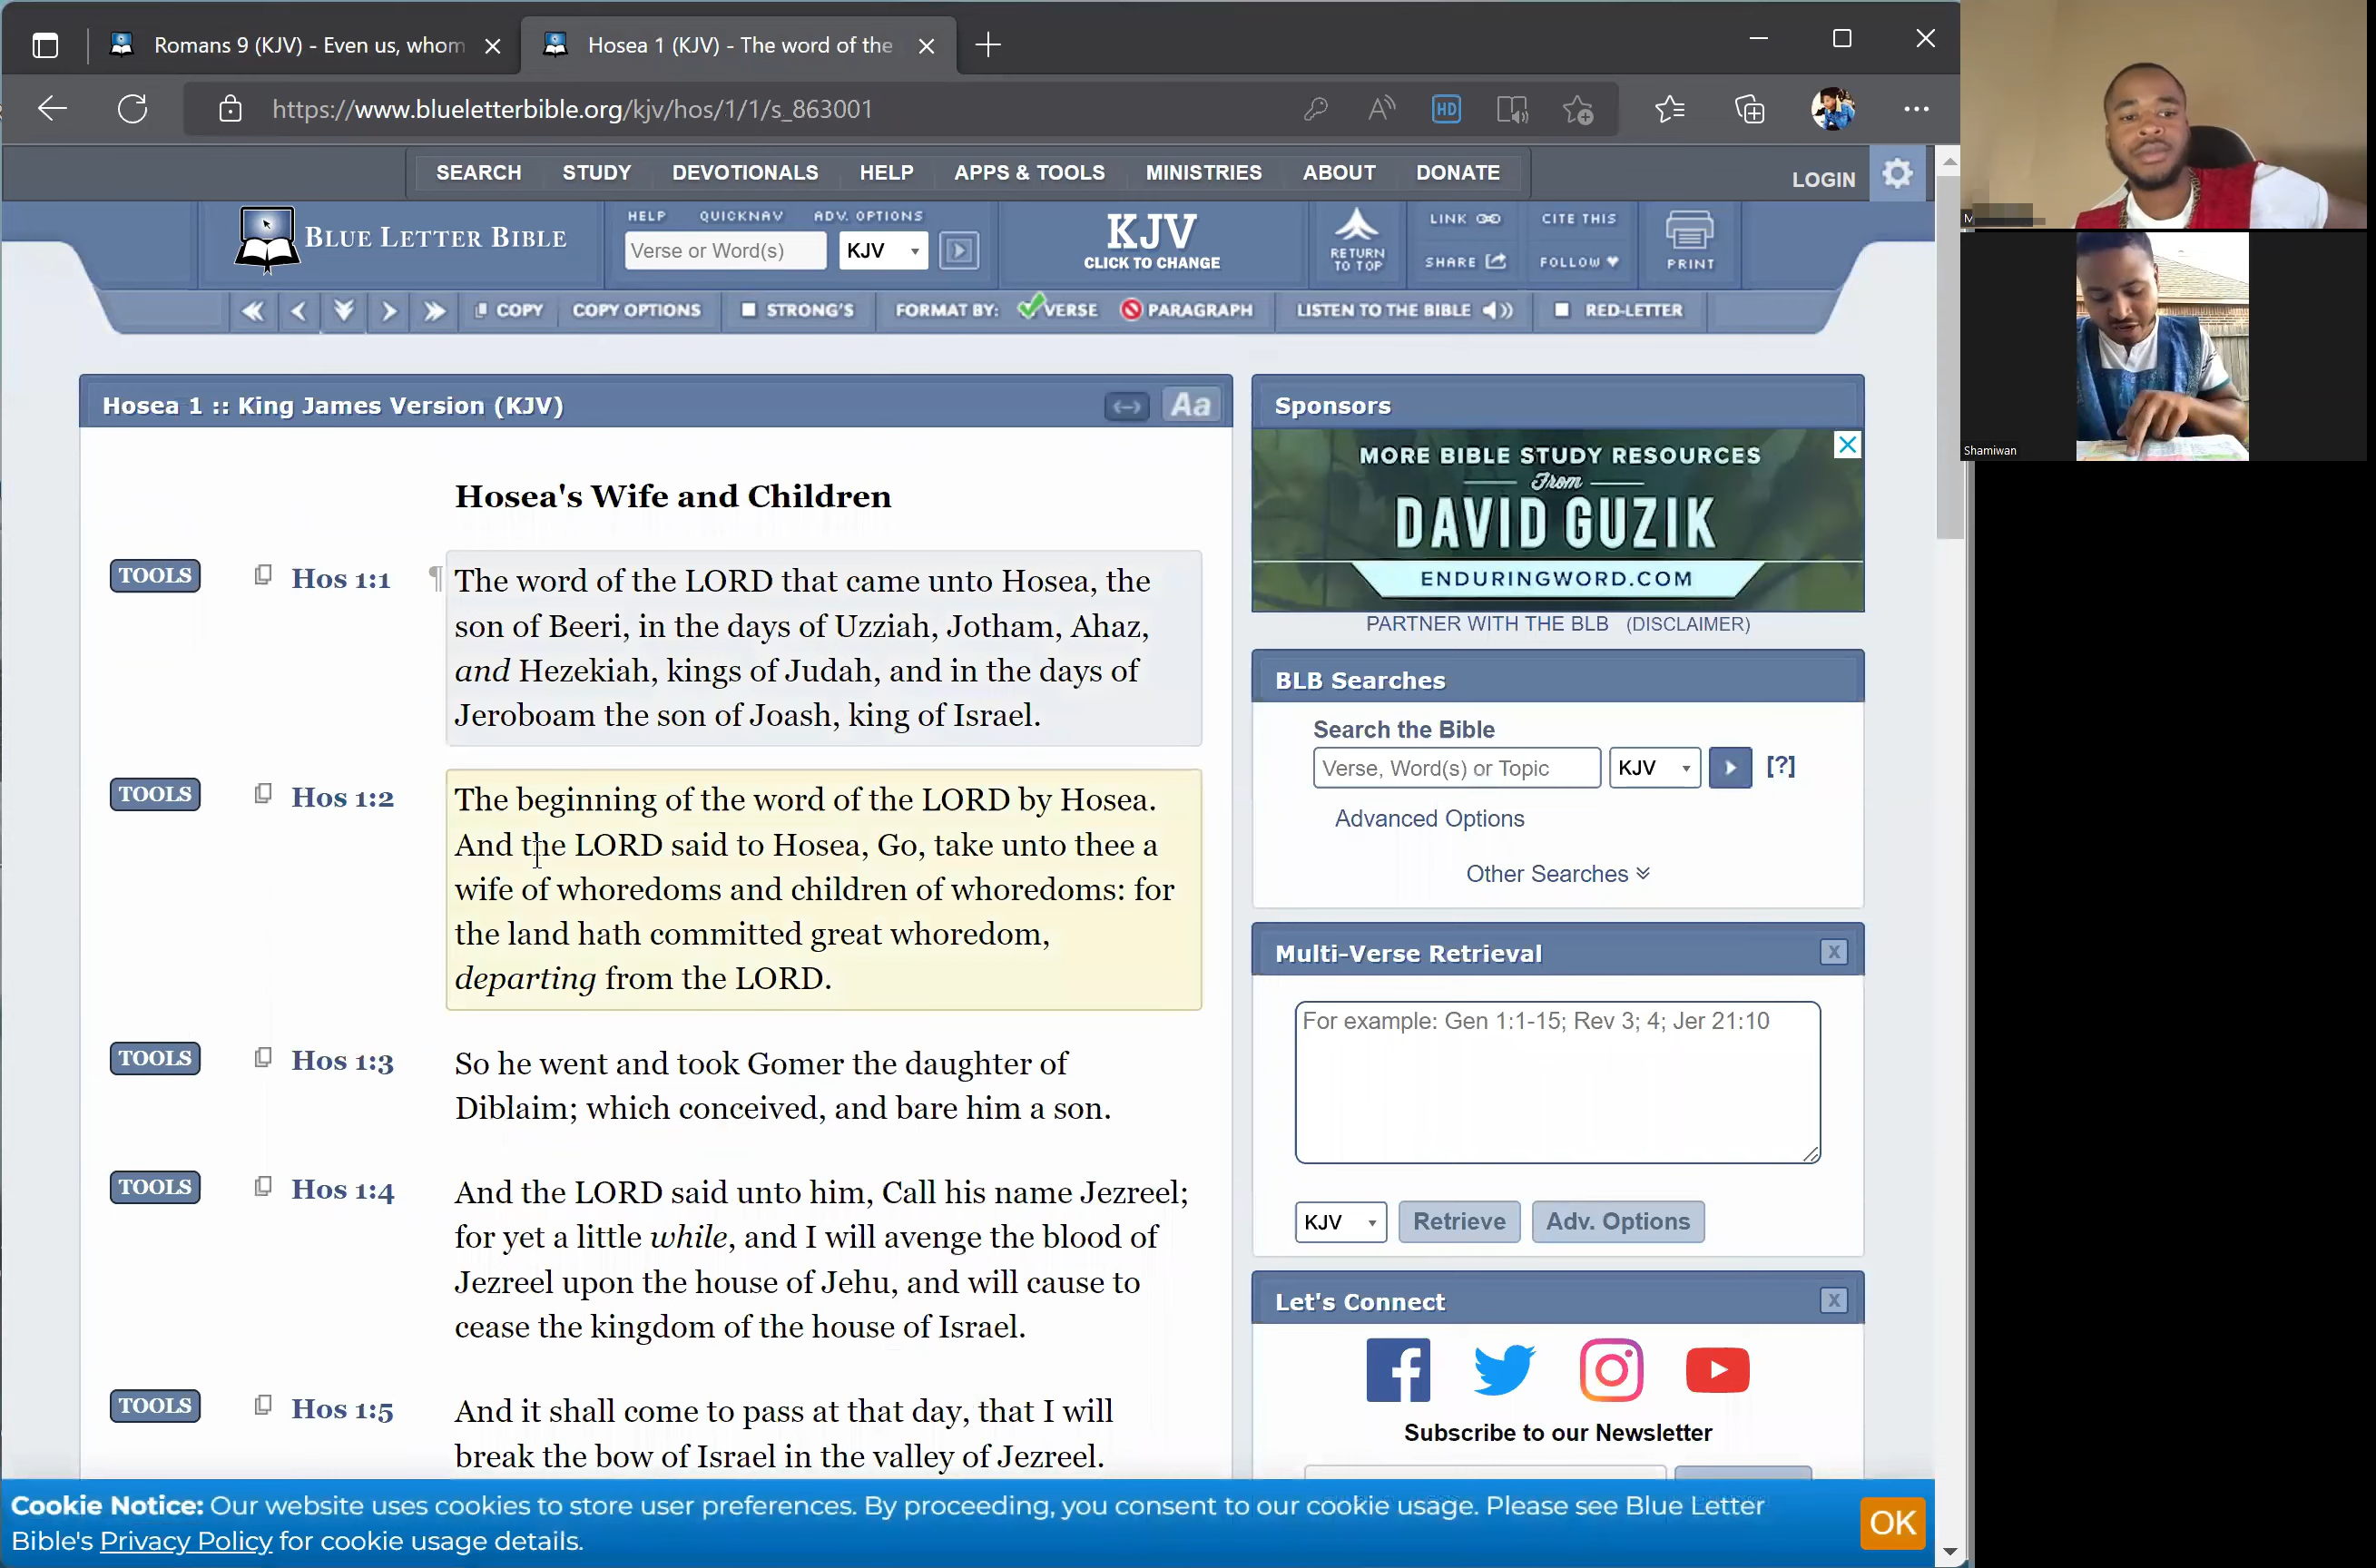 Romans 9 (KJV) - Even us, whom
Hosea 1 (KJV) - The word of the
https://www.blueletterbible.org/kjv/hos/1/1/s_863001
HD
SEARCH STUDY DEVOTIONALS HELP APPS & TOOLS MINISTRIES ABOUT DONATE
LOGIN
BLUE LETTER BIBLE
HELP QUICKNAV ADV. OPTIONS
Verse or Word(s) KJV
KJV
CLICK TO CHANGE
RETURN
TO TOP
LINK CITE THIS
SHARE FOLLOW
PRINT
COPY COPY OPTIONS STRONG'S FORMAT BY: VERSE PARAGRAPH LISTEN TO THE BIBLE RED-LETTER
Hosea 1 :: King James Version (KJV)
Aa
Hosea's Wife and Children
TOOLS Hos 1:1 ¶ The word of the LORD that came unto Hosea, the
son of Beeri, in the days of Uzziah, Jotham, Ahaz,
and Hezekiah, kings of Judah, and in the days of
Jeroboam the son of Joash, king of Israel.
TOOLS Hos 1:2 The beginning of the word of the LORD by Hosea.
And the LORD said to Hosea, Go, take unto thee a
wife of whoredoms and children of whoredoms: for
the land hath committed great whoredom,
departing from the LORD.
TOOLS Hos 1:3 So he went and took Gomer the daughter of
Diblaim; which conceived, and bare him a son.
TOOLS Hos 1:4 And the LORD said unto him, Call his name Jezreel;
for yet a little while, and I will avenge the blood of
Jezreel upon the house of Jehu, and will cause to
cease the kingdom of the house of Israel.
TOOLS Hos 1:5 And it shall come to pass at that day, that I will
break the bow of Israel in the valley of Jezreel.
Sponsors
MORE BIBLE STUDY RESOURCES
From
DAVID GUZIK
ENDURINGWORD.COM
PARTNER WITH THE BLB (DISCLAIMER)
BLB Searches
Search the Bible
Verse, Word(s) or Topic KJV [?]
Advanced Options
Other Searches
Multi-Verse Retrieval X
For example: Gen 1:1-15; Rev 3; 4; Jer 21:10
KJV Retrieve Adv. Options
Let's Connect X
Subscribe to our Newsletter
Cookie Notice: Our website uses cookies to store user preferences. By proceeding, you consent to our cookie usage. Please see Blue Letter
Bible's Privacy Policy for cookie usage details.
OK
M
Shamiwan